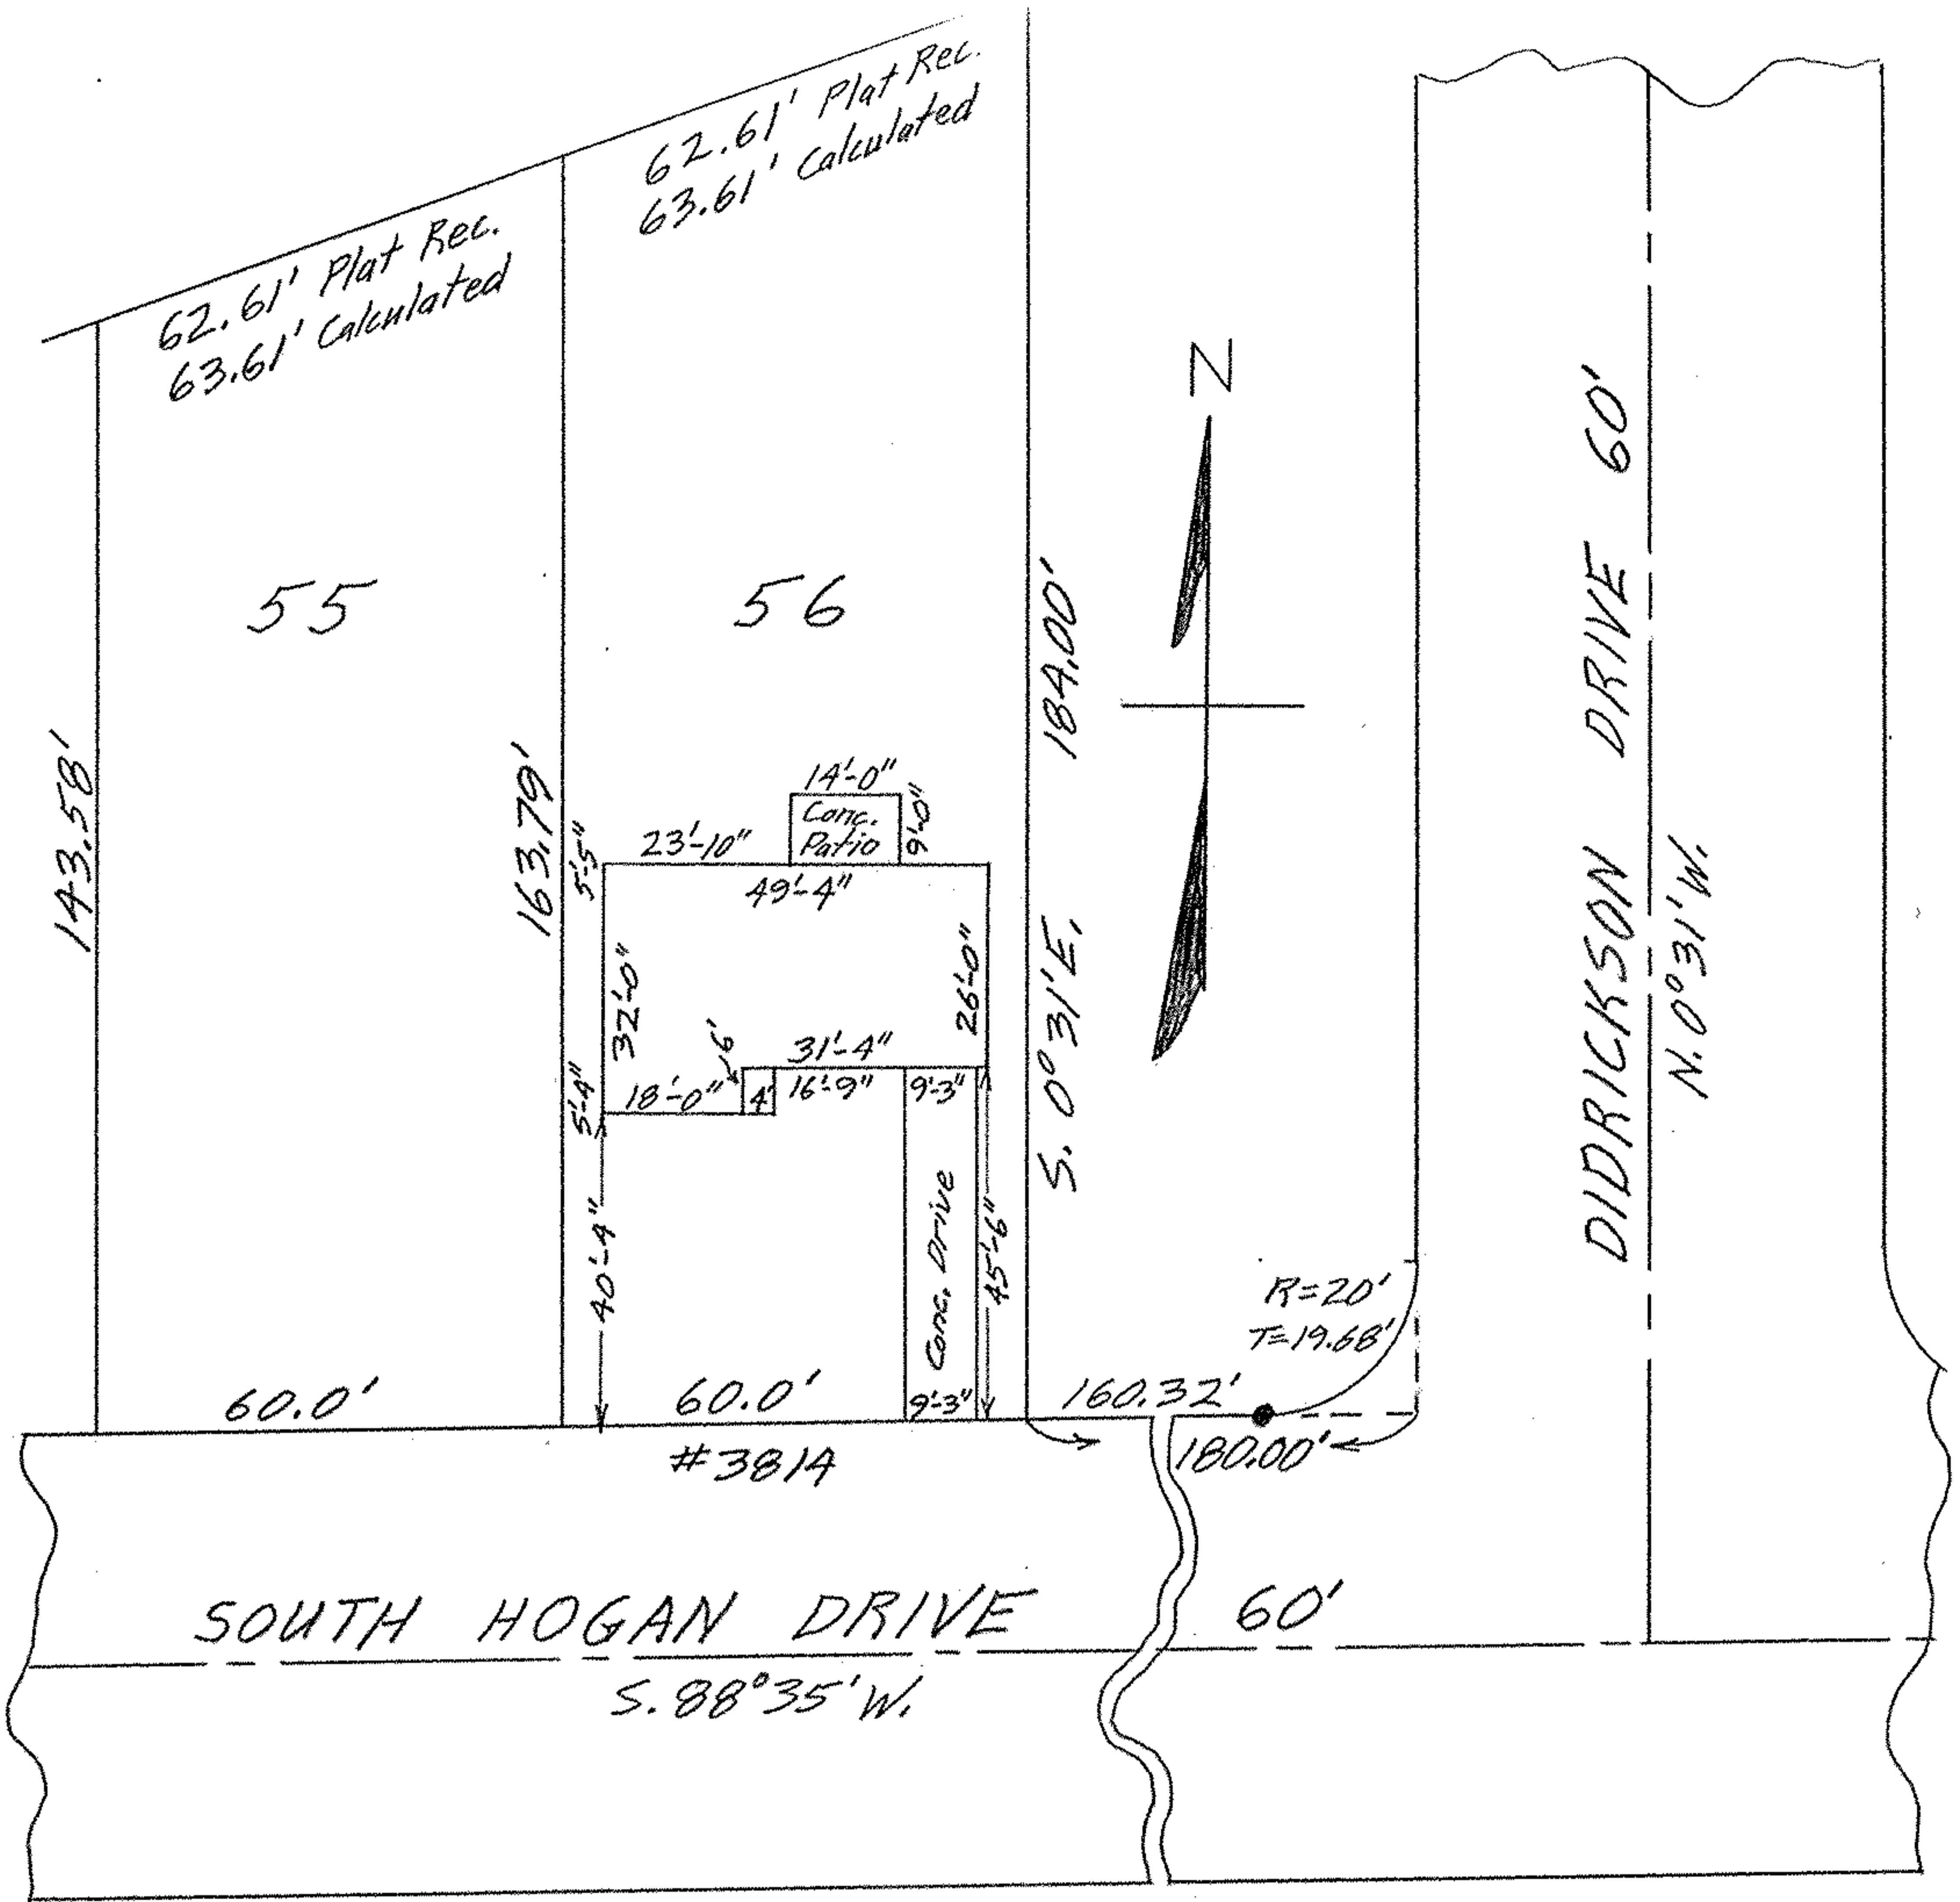 62.61' Plat Rec.
63.61' Calculated
62.61' Plat Rec.
63.61' Calculated
N
55
56
143.58'
163.79'
S. 0°31'E. 184.00'
DIDRICKSON DRIVE 60'
N. 0°31'W.
14'-0"
Conc.
Patio
9'-0"
23'-10"
49'-4"
5'-5"
32'-0"
26'-0"
6'
31'-4"
5'-4"
18'-0"
4'
16'-9"
9'-3"
40'-4"
Conc. Drive
45'-6"
R=20'
T=19.68'
60.0'
60.0'
9'-3"
160.32'
180.00'
#3814
SOUTH HOGAN DRIVE 60'
S. 88°35'W.